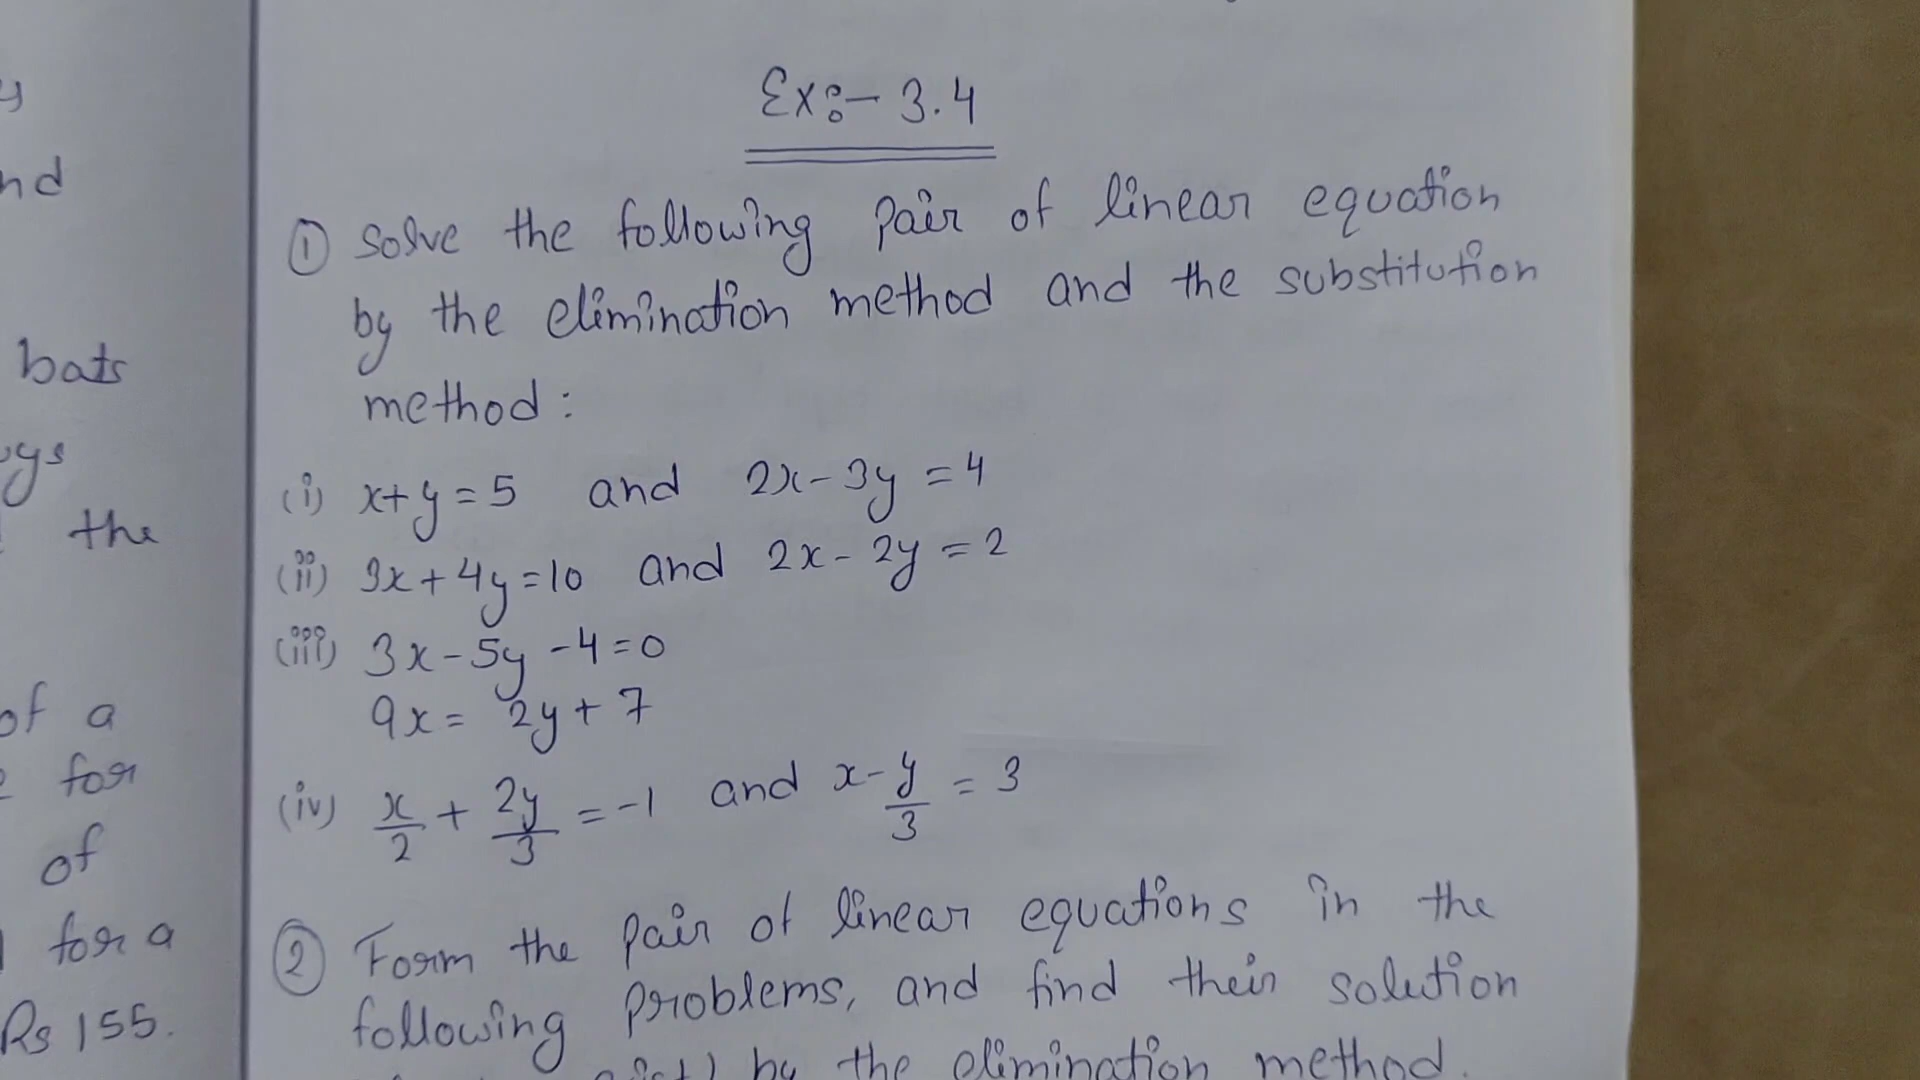 y
nd
bats
ys
the
of a
for
of
for a
Rs 155.
Ex:- 3.4
① Solve the following pair of linear equation
by the elimination method and the substitution
method :
(i) x+y=5 and 2x-3y=4
(ii) 3x+4y=10 and 2x-2y=2
(iii) 3x-5y-4=0
9x= 2y+7
(iv) x/2 + 2y/3 = -1 and x-y/3 = 3
② Form the pair of linear equations in the
following problems, and find their solution
by the elimination method.